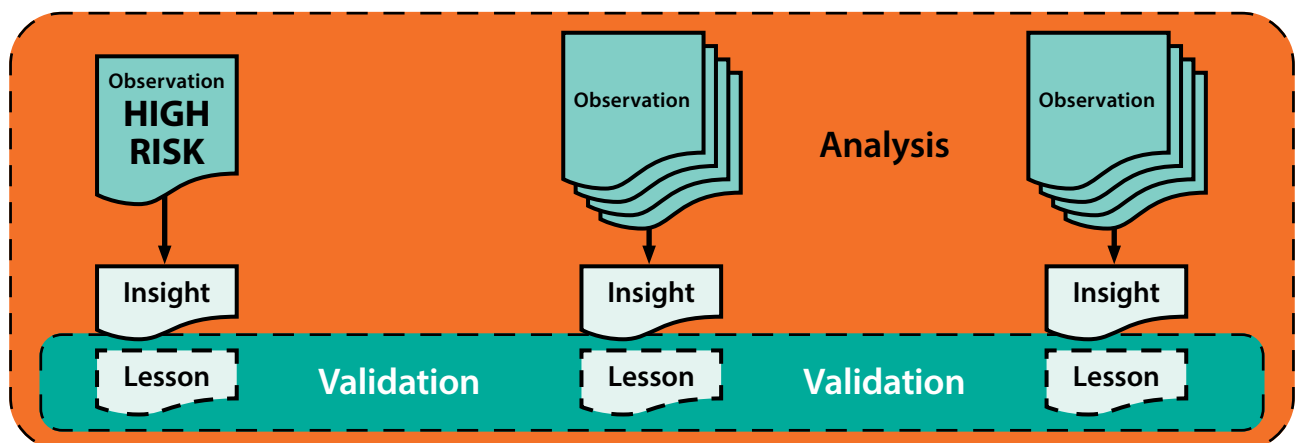 Observation
HIGH
RISK
Observation
Observation
Analysis
Insight
Insight
Insight
Lesson
Validation
Lesson
Validation
Lesson